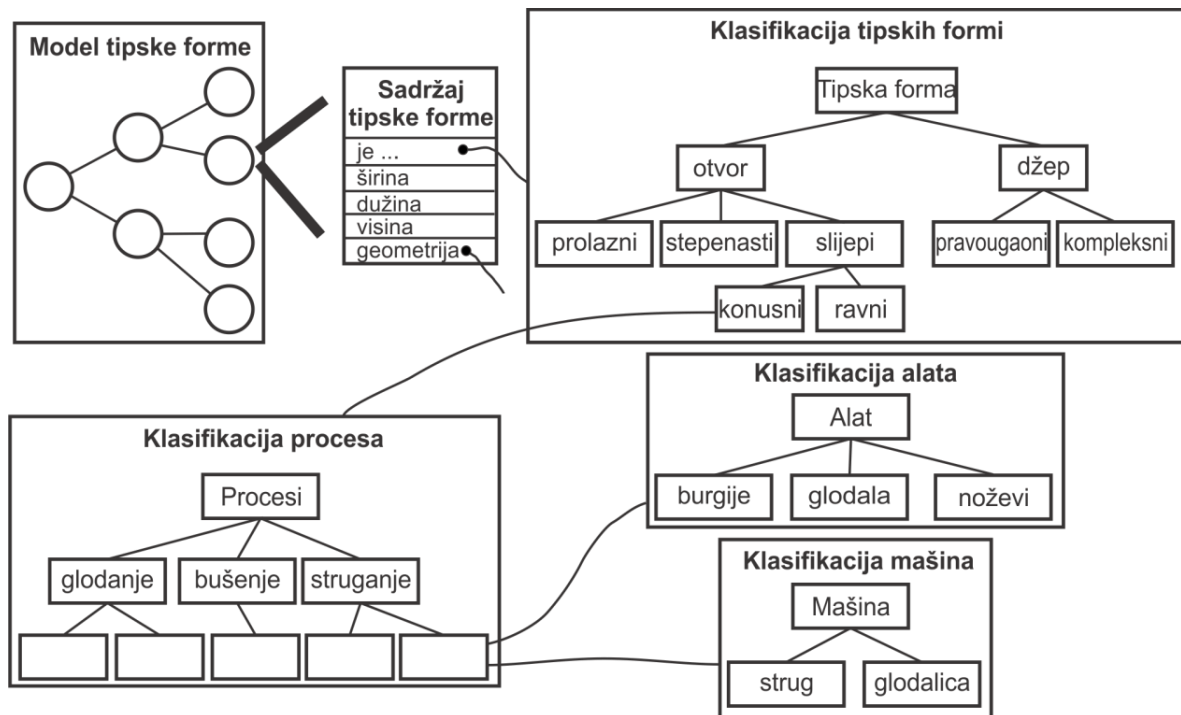 Model tipske forme
Sadržaj
tipske forme
je ...
širina
dužina
visina
geometrija
Klasifikacija tipskih formi
Tipska forma
otvor
džep
prolazni
stepenasti
slijepi
pravougaoni
kompleksni
konusni
ravni
Klasifikacija procesa
Procesi
glodanje
bušenje
struganje
Klasifikacija alata
Alat
burgije
glodala
noževi
Klasifikacija mašina
Mašina
strug
glodalica